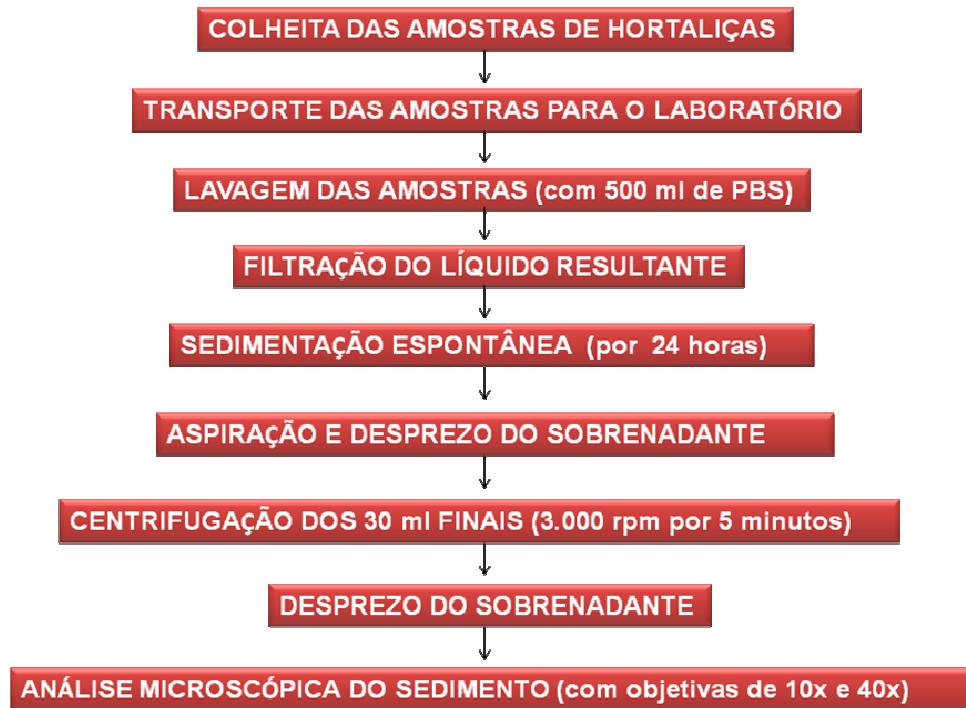 COLHEITA DAS AMOSTRAS DE HORTALIÇAS
TRANSPORTE DAS AMOSTRAS PARA O LABORATÓRIO
LAVAGEM DAS AMOSTRAS (com 500 ml de PBS)
FILTRAÇÃO DO LÍQUIDO RESULTANTE
SEDIMENTAÇÃO ESPONTÂNEA (por 24 horas)
ASPIRAÇÃO E DESPREZO DO SOBRENADANTE
CENTRIFUGAÇÃO DOS 30 ml FINAIS (3.000 rpm por 5 minutos)
DESPREZO DO SOBRENADANTE
ANÁLISE MICROSCÓPICA DO SEDIMENTO (com objetivas de 10x e 40x)